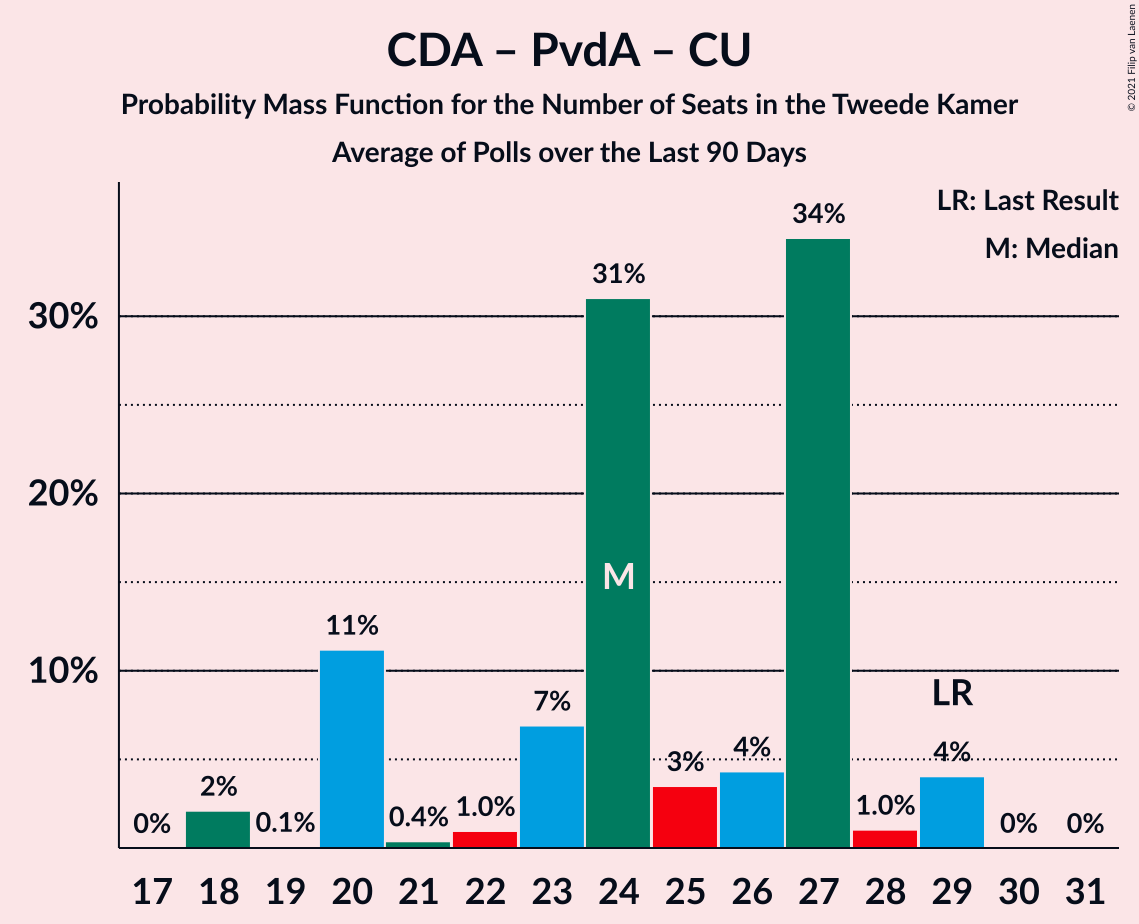 CDA – PvdA – CU
Probability Mass Function for the Number of Seats in the Tweede Kamer
Average of Polls over the Last 90 Days
© 2021 Filip van Laenen
LR: Last Result
M: Median
30%
20%
10%
0%
2%
0.1%
11%
0.4%
1.0%
7%
31%
M
3%
4%
34%
1.0%
LR
4%
0%
0%
17 18 19 20 21 22 23 24 25 26 27 28 29 30 31